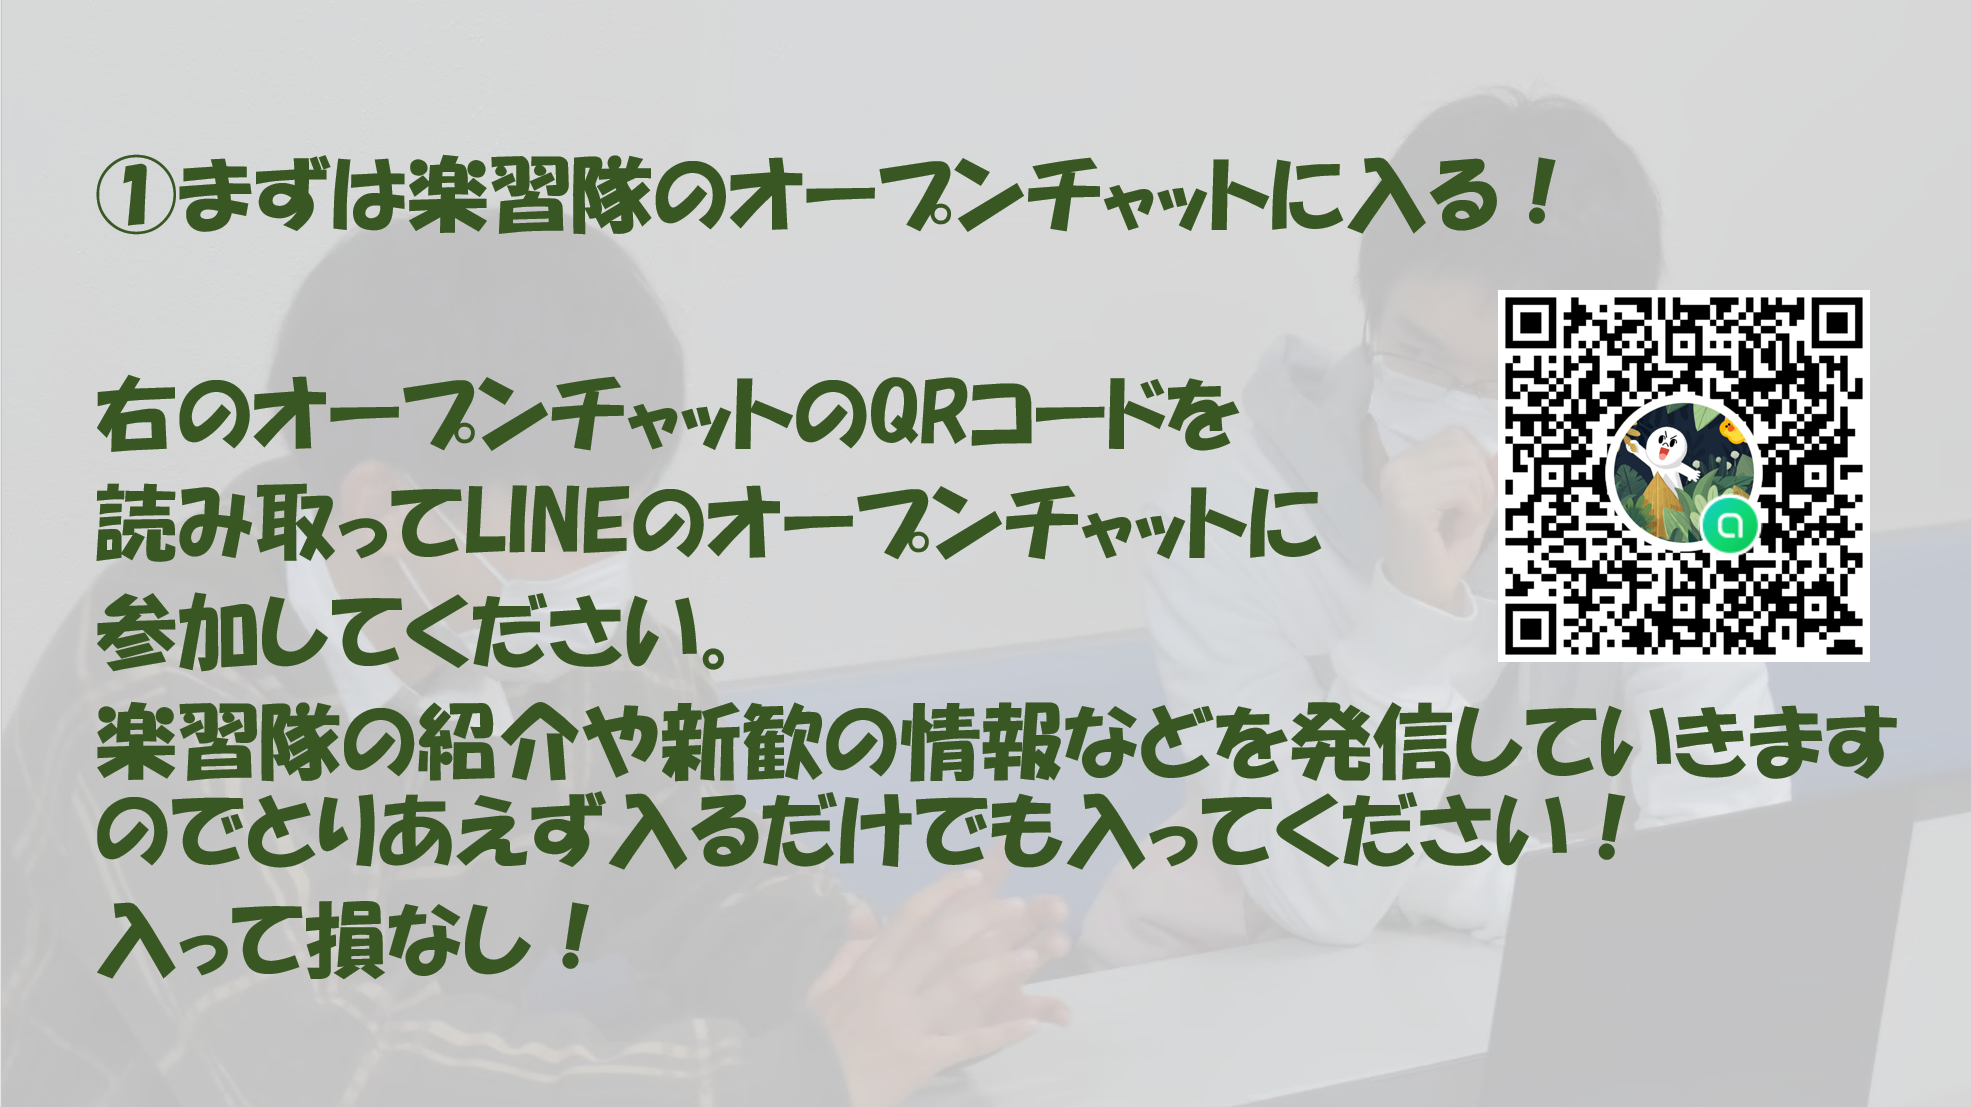 ①まずは楽習隊のオープンチャットに入る！
右のオープンチャットのQRコードを
読み取ってLINEのオープンチャットに
参加してください。
楽習隊の紹介や新歓の情報などを発信していきます
のでとりあえず入るだけでも入ってください！
入って損なし！